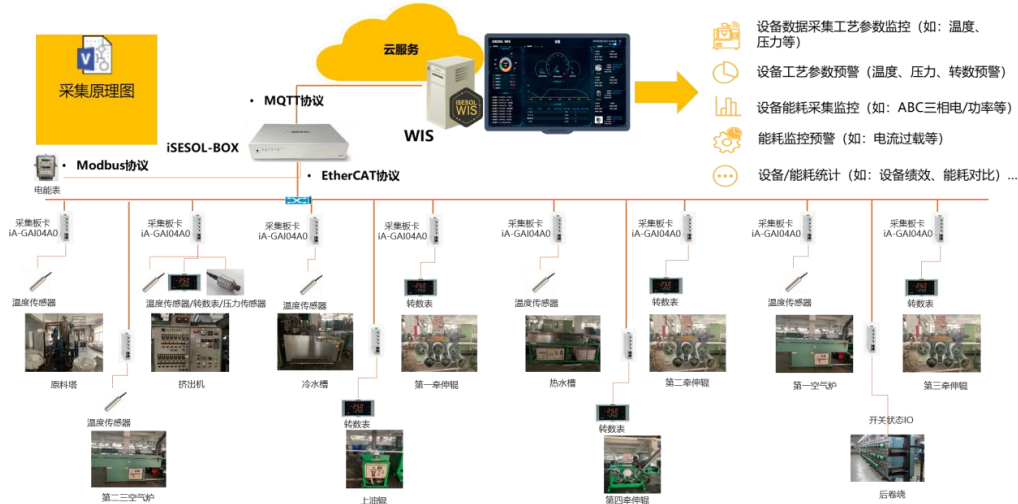 采集原理图
云服务
MQTT协议
iSESOL-BOX
iSESOL
WIS
WIS
iSESOL WIS
Modbus协议
EtherCAT协议
电能表
设备数据采集工艺参数监控（如：温度、
压力等）
设备工艺参数预警（温度、压力、转数预警）
设备能耗采集监控（如：ABC三相电/功率等）
能耗监控预警（如：电流过载等）
设备/能耗统计（如：设备绩效、能耗对比）...
采集板卡
iA-GAI04A0
采集板卡
iA-GAI04A0
采集板卡
iA-GAI04A0
采集板卡
iA-GAI04A0
采集板卡
iA-GAI04A0
采集板卡
iA-GAI04A0
采集板卡
iA-GAI04A0
采集板卡
iA-GAI04A0
温度传感器
温度传感器/转数表/压力传感器
温度传感器
转数表
温度传感器
转数表
温度传感器
转数表
原料塔
挤出机
冷水槽
第一牵伸辊
热水槽
第二牵伸辊
第一空气炉
第三牵伸辊
温度传感器
转数表
转数表
开关状态IO
第二三空气炉
上油辊
第四牵伸辊
后卷绕